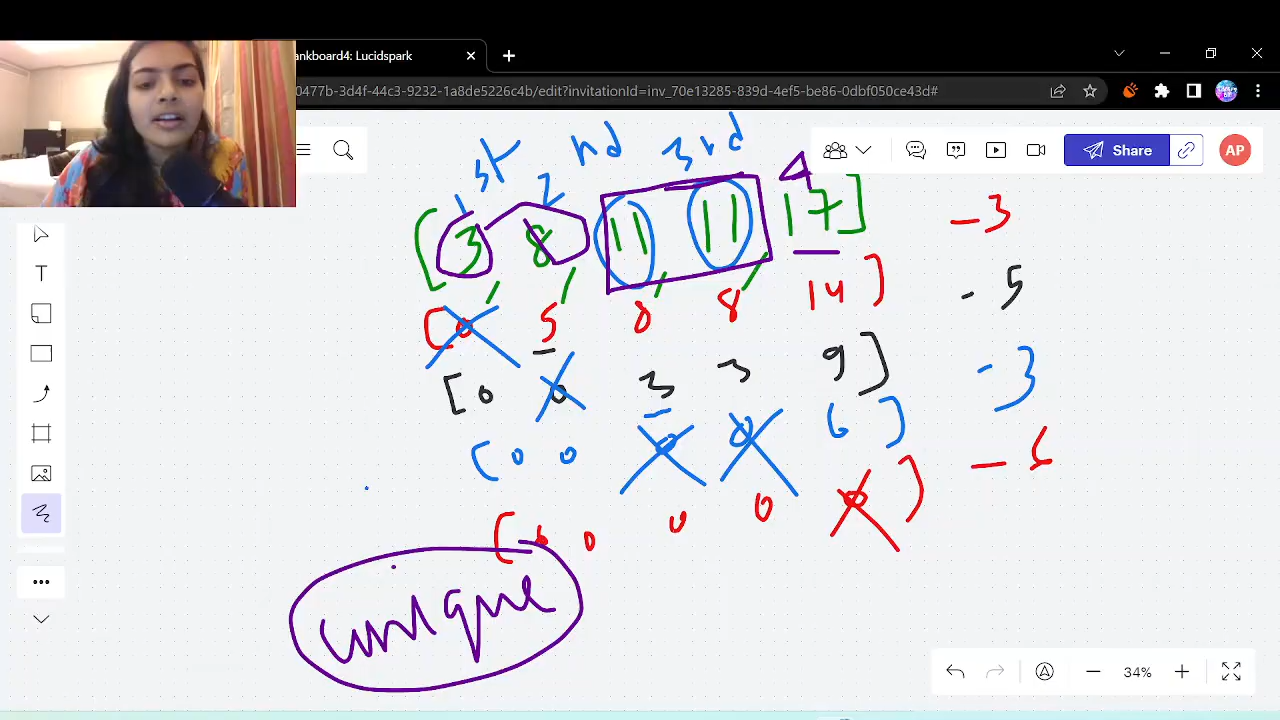 ankboard4: Lucidspark
0477b-3d4f-44c3-9232-1a8de5226c4b/edit?invitationId=inv_70e13285-839d-4ef5-be86-0dbf050ce43d#
Share
AP
1st 2nd 3rd 4
[3 8 11 11 17] -3
[0 5 8 8 14] -5
[0 0 3 3 9] -3
[0 0 0 0 6] -6
[0 0 0 0 0]
unique
T
34%